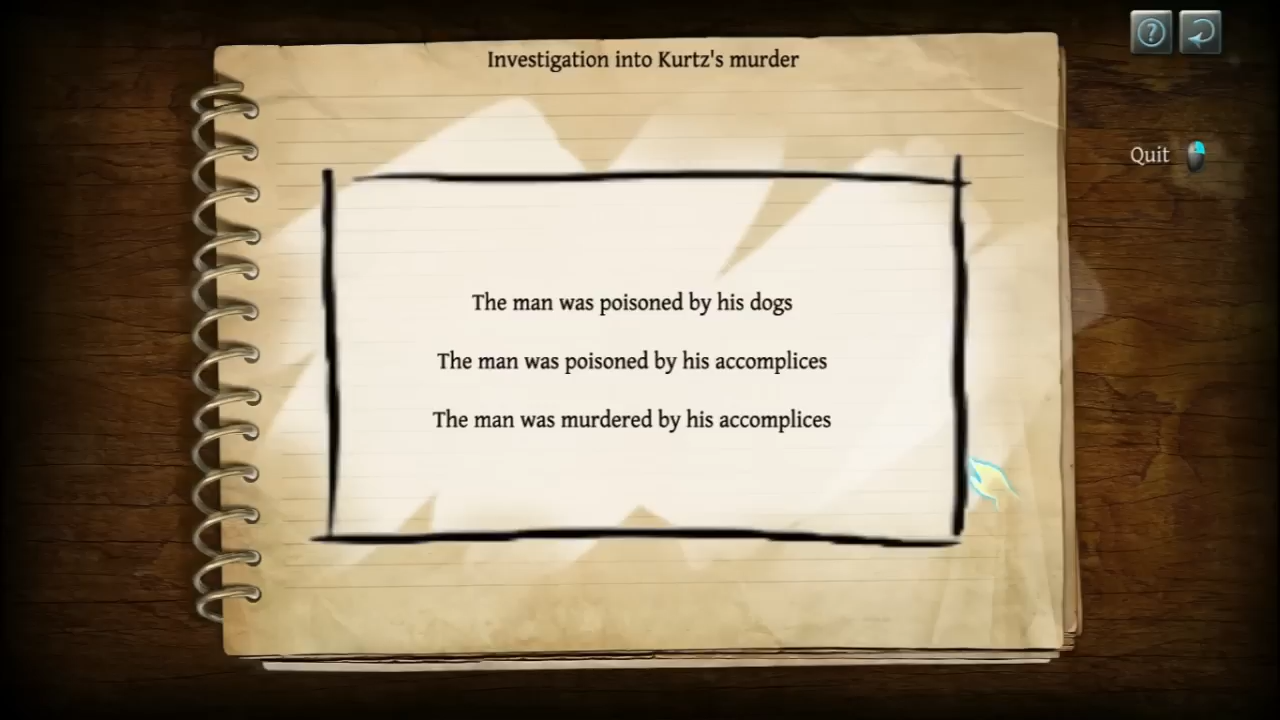 Investigation into Kurtz's murder
Quit
The man was poisoned by his dogs
The man was poisoned by his accomplices
The man was murdered by his accomplices